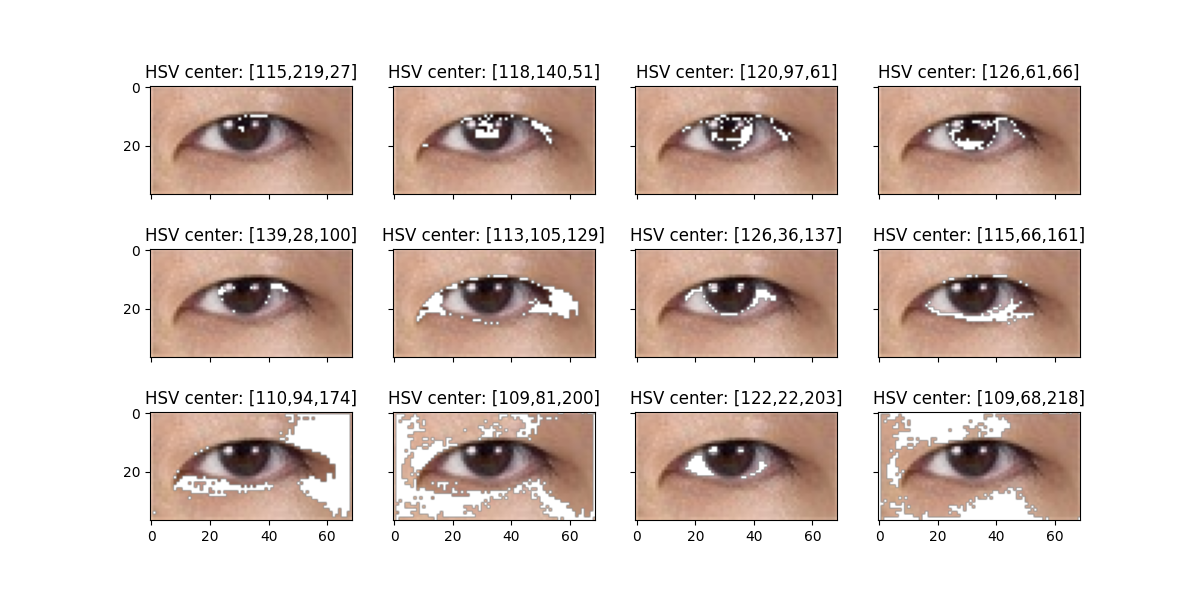 HSV center: [115,219,27] HSV center: [118,140,51] HSV center: [120,97,61] HSV center: [126,61,66]
0
20
HSV center: [139,28,100] HSV center: [113,105,129] HSV center: [126,36,137] HSV center: [115,66,161]
0
20
HSV center: [110,94,174] HSV center: [109,81,200] HSV center: [122,22,203] HSV center: [109,68,218]
0
20
0 20 40 60 0 20 40 60 0 20 40 60 0 20 40 60